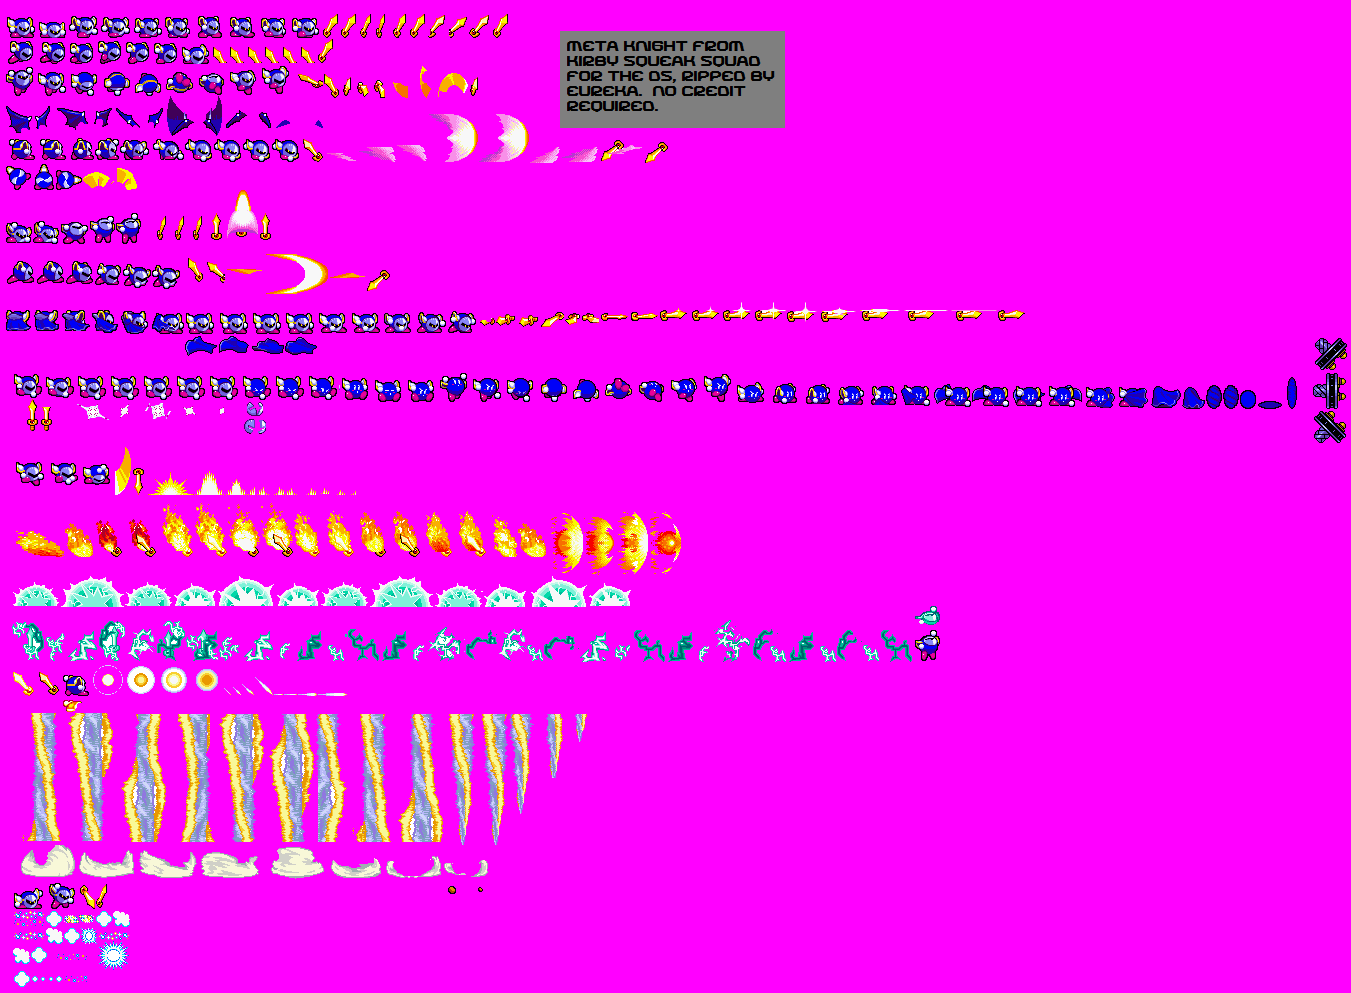 META KNIGHT FROM
KIRBY SQUEAK SQUAD
FOR THE DS, RIPPED BY
EUREKA.  NO CREDIT
REQUIRED.